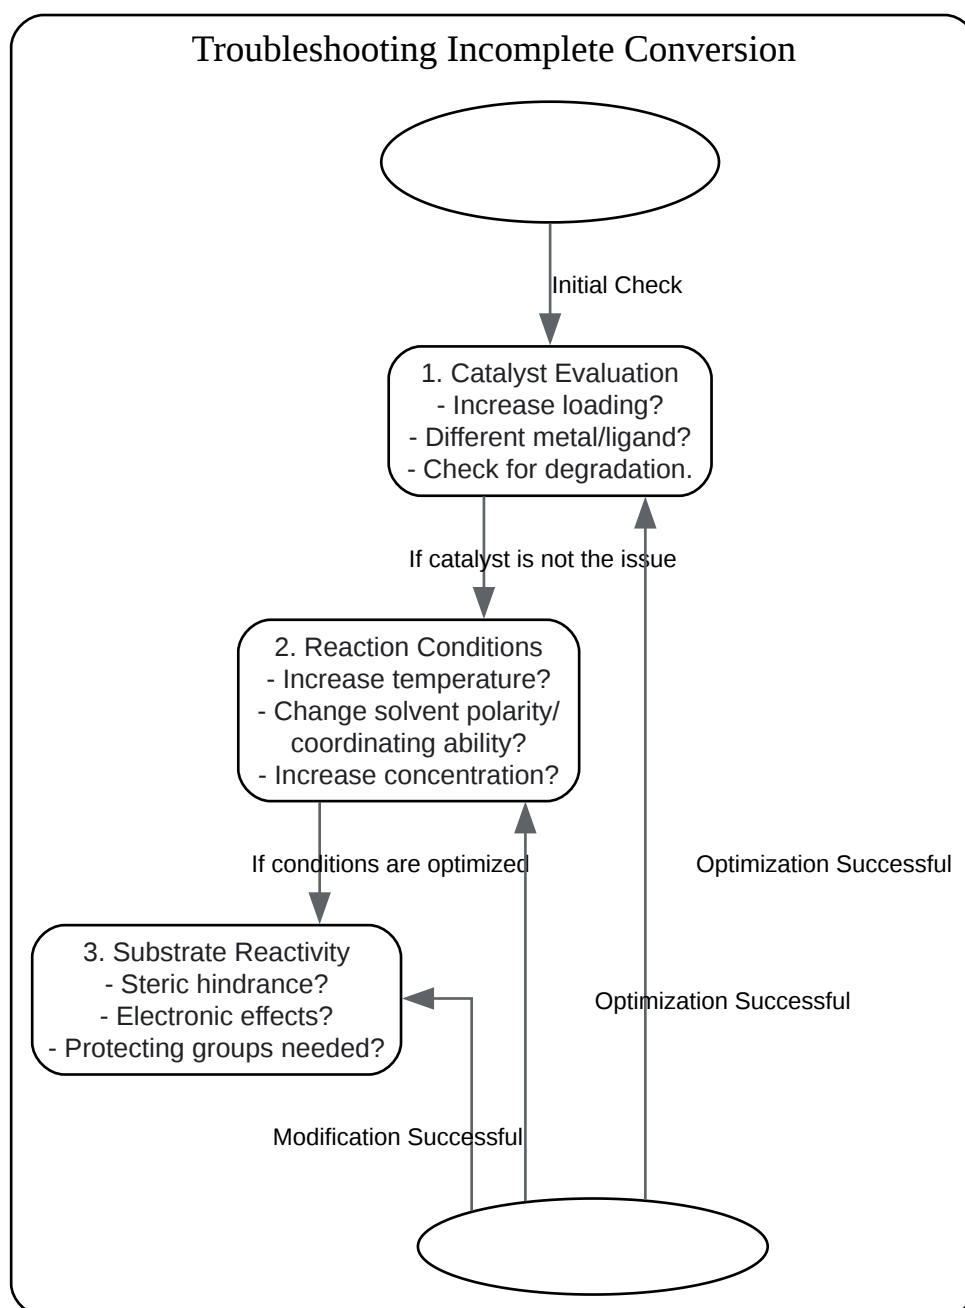 Troubleshooting Incomplete Conversion
Initial Check
1. Catalyst Evaluation
- Increase loading?
- Different metal/ligand?
- Check for degradation.
If catalyst is not the issue
2. Reaction Conditions
- Increase temperature?
- Change solvent polarity/
coordinating ability?
- Increase concentration?
If conditions are optimized
Optimization Successful
3. Substrate Reactivity
- Steric hindrance?
- Electronic effects?
- Protecting groups needed?
Optimization Successful
Modification Successful